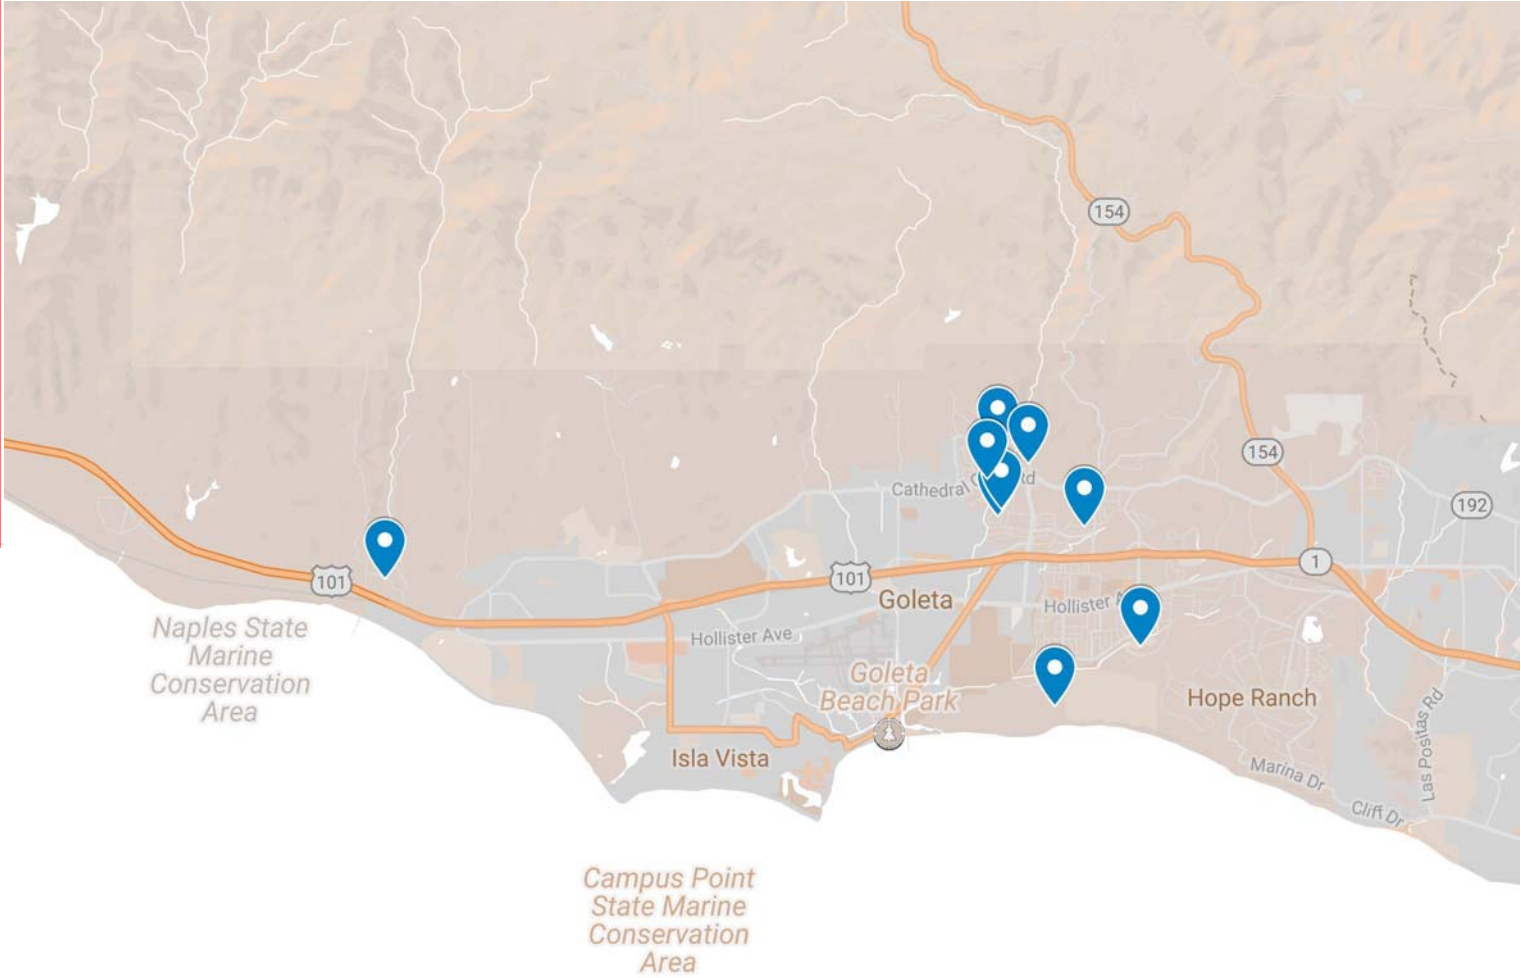 154
154
Cathedral
Rd
192
101
101
1
Goleta
Hollister A
Naples State
Marine
Conservation
Area
Hollister Ave
Goleta
Beach Park
Hope Ranch
Las Positas Rd
Isla Vista
Marina Dr
Cliff Dr
Campus Point
State Marine
Conservation
Area